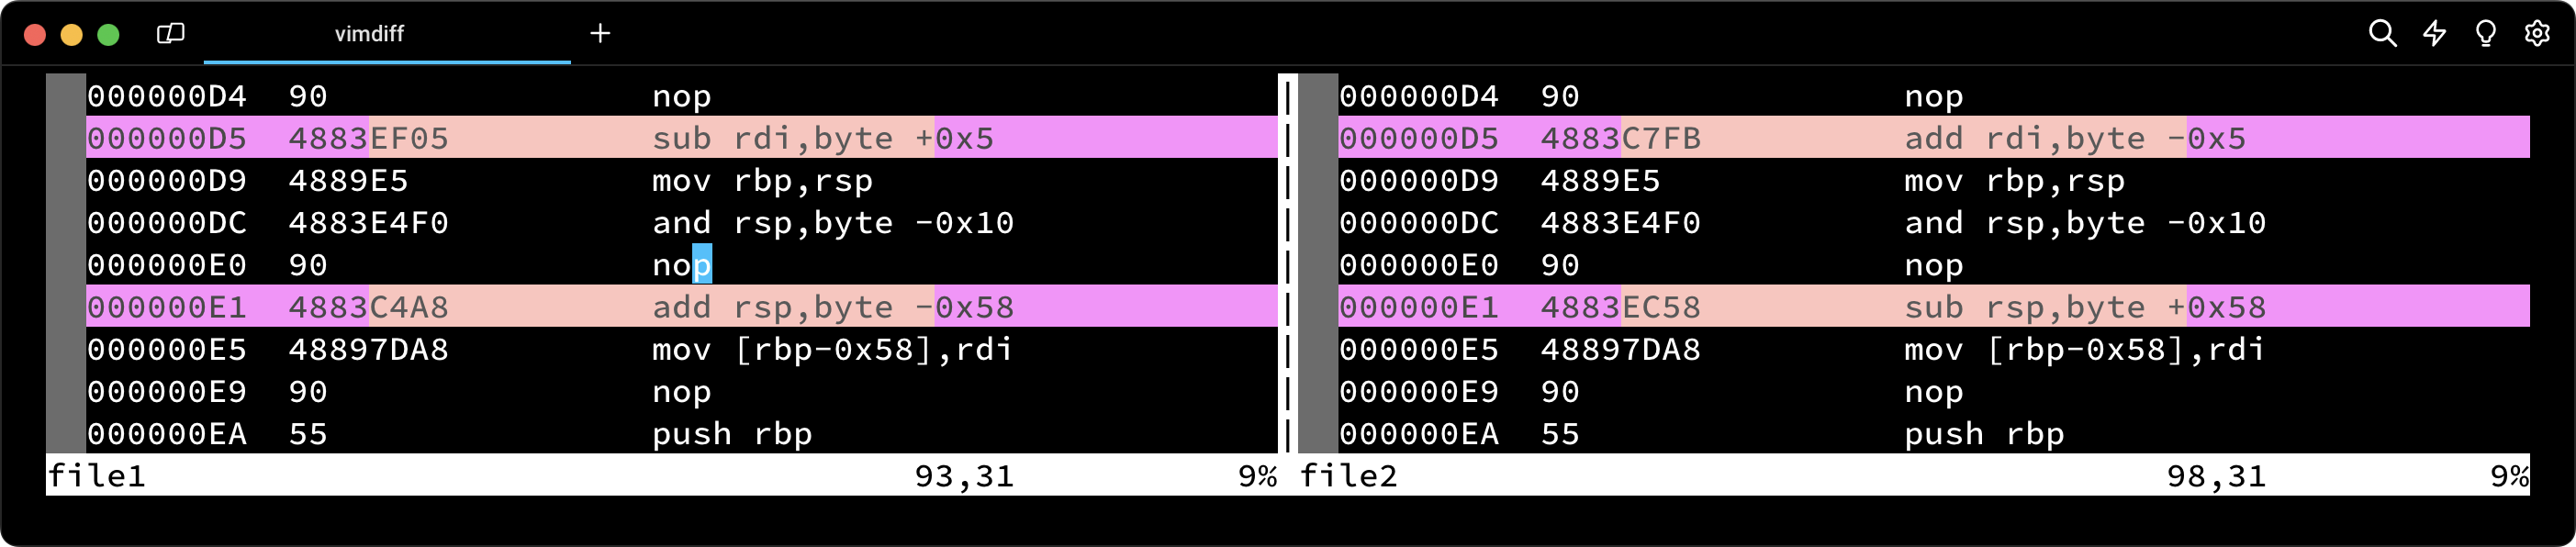 vimdiff
000000D4  90                nop
000000D5  4883EF05          sub rdi,byte +0x5
000000D9  4889E5            mov rbp,rsp
000000DC  4883E4F0          and rsp,byte -0x10
000000E0  90                nop
000000E1  4883C4A8          add rsp,byte -0x58
000000E5  48897DA8          mov [rbp-0x58],rdi
000000E9  90                nop
000000EA  55                push rbp
file1 93,31 9%
000000D4  90                nop
000000D5  4883C7FB          add rdi,byte -0x5
000000D9  4889E5            mov rbp,rsp
000000DC  4883E4F0          and rsp,byte -0x10
000000E0  90                nop
000000E1  4883EC58          sub rsp,byte +0x58
000000E5  48897DA8          mov [rbp-0x58],rdi
000000E9  90                nop
000000EA  55                push rbp
file2 98,31 9%